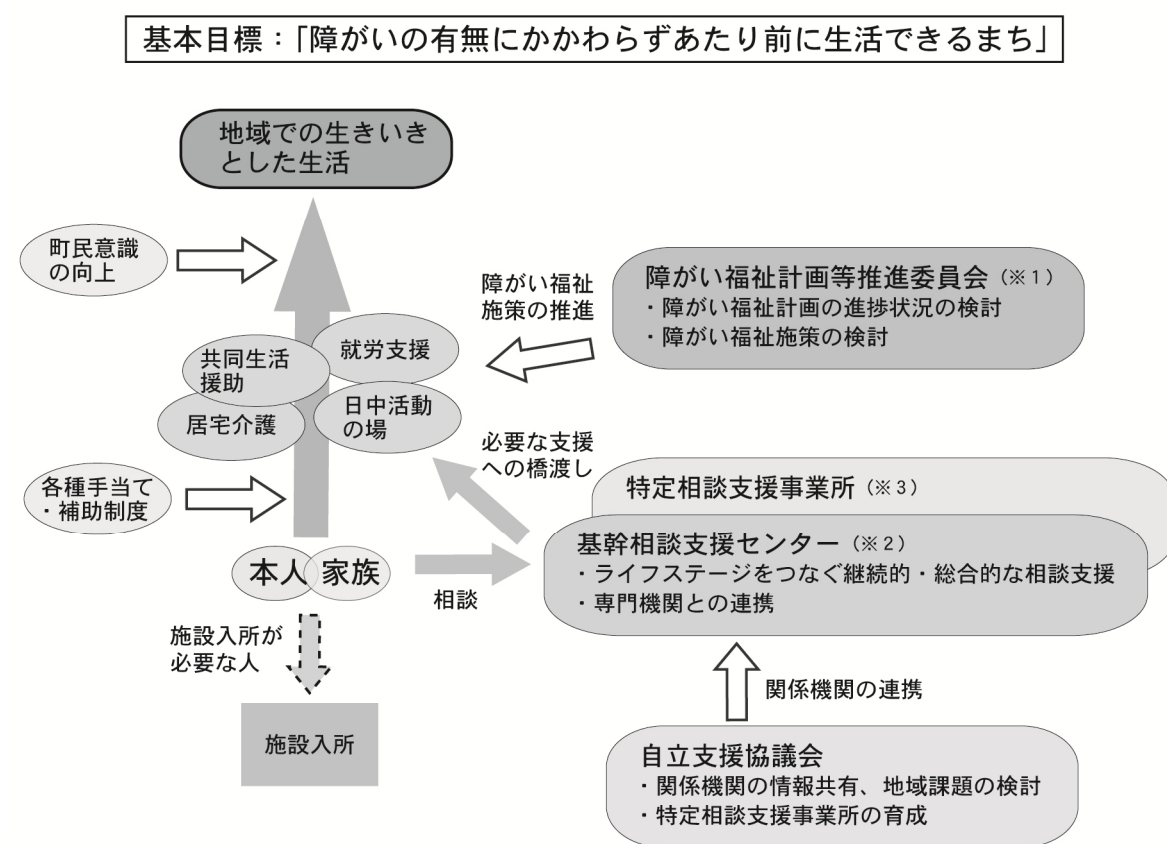 基本目標：「障がいの有無にかかわらずあたり前に生活できるまち」
地域での生きいき
とした生活
町民意識
の向上
障がい福祉
施策の推進
障がい福祉計画等推進委員会（※１）
・障がい福祉計画の進捗状況の検討
・障がい福祉施策の検討
共同生活
援助
就労支援
居宅介護
日中活動
の場
必要な支援
への橋渡し
各種手当て
・補助制度
特定相談支援事業所（※３）
基幹相談支援センター（※２）
・ライフステージをつなぐ継続的・総合的な相談支援
・専門機関との連携
本人 家族
相談
施設入所が
必要な人
施設入所
関係機関の連携
自立支援協議会
・関係機関の情報共有、地域課題の検討
・特定相談支援事業所の育成